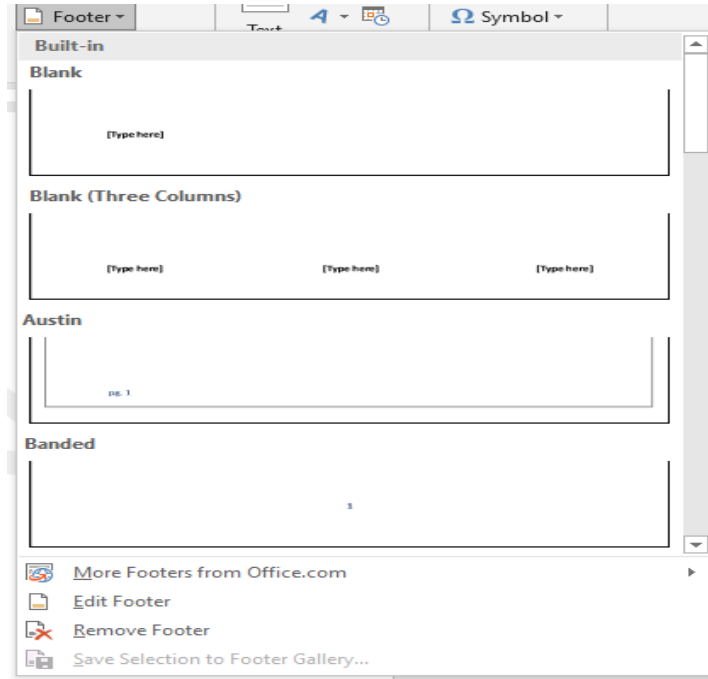 Footer
Text
Symbol
Built-in
Blank
[Type here]
Blank (Three Columns)
[Type here] [Type here] [Type here]
Austin
pg. 1
Banded
1
More Footers from Office.com
Edit Footer
Remove Footer
Save Selection to Footer Gallery...